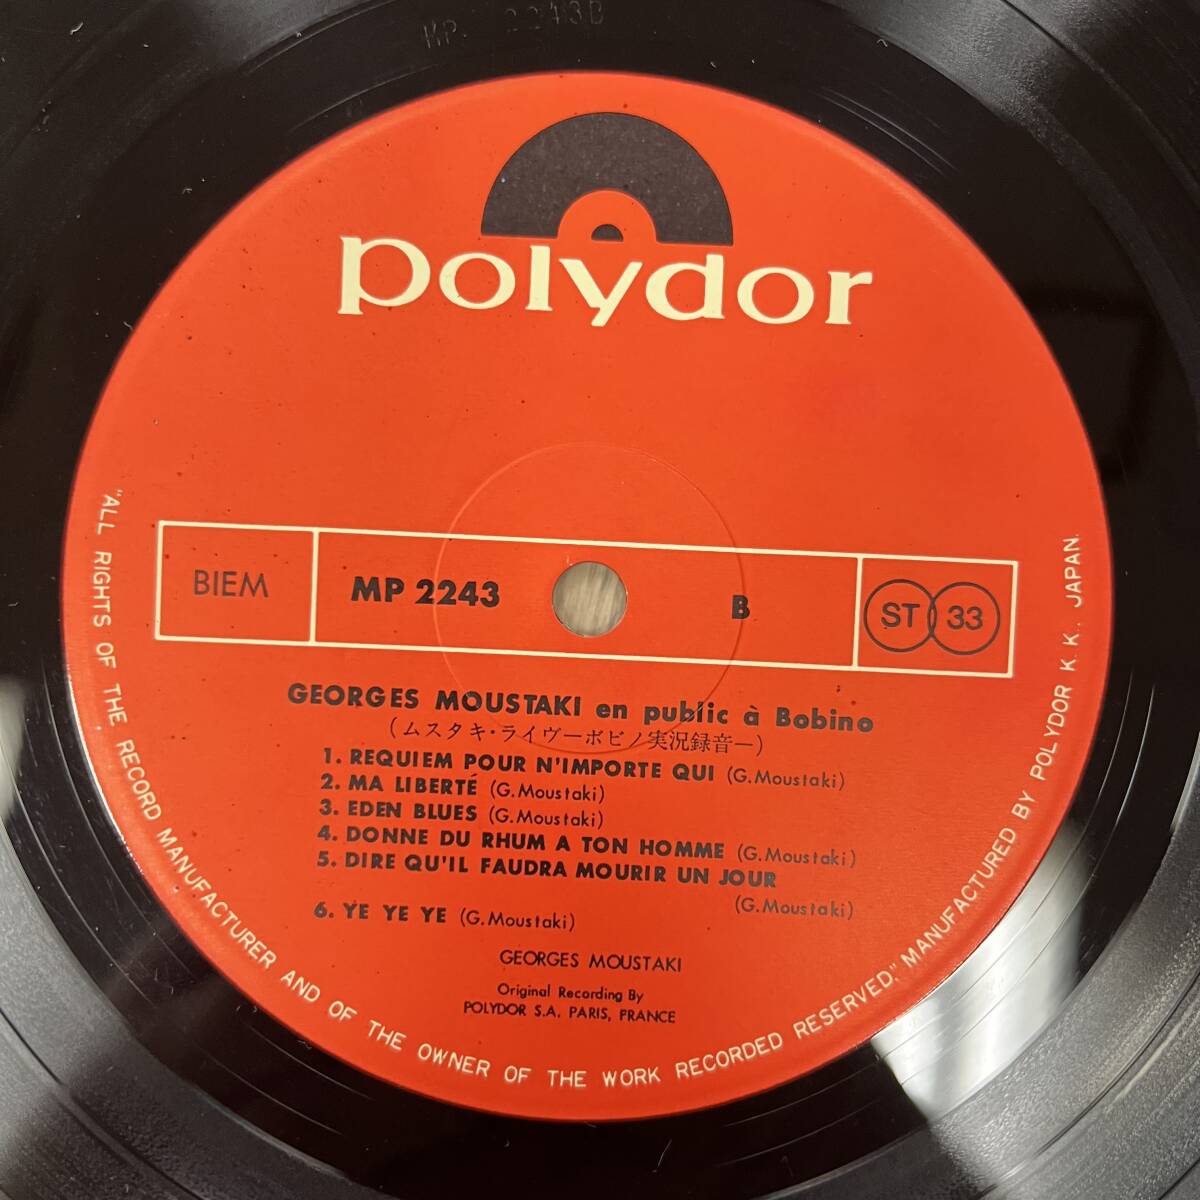 MP. 2243B
polydor
BIEM
MP 2243
B
ST 33
GEORGES MOUSTAKI en public à Bobino
(ムスタキ・ライヴーボビノ実況録音ー)
1. REQUIEM POUR N'IMPORTE QUI (G.Moustaki)
2. MA LIBERTÉ (G.Moustaki)
3. EDEN BLUES (G.Moustaki)
4. DONNE DU RHUM A TON HOMME (G.Moustaki)
5. DIRE QU'IL FAUDRA MOURIR UN JOUR
(G.Moustaki)
6. YE YE YE (G.Moustaki)
GEORGES MOUSTAKI
Original Recording By
POLYDOR S.A. PARIS, FRANCE
"ALL RIGHTS OF THE RECORD MANUFACTURER AND OF THE OWNER OF THE WORK RECORDED RESERVED," MANUFACTURED BY POLYDOR K.K., JAPAN.